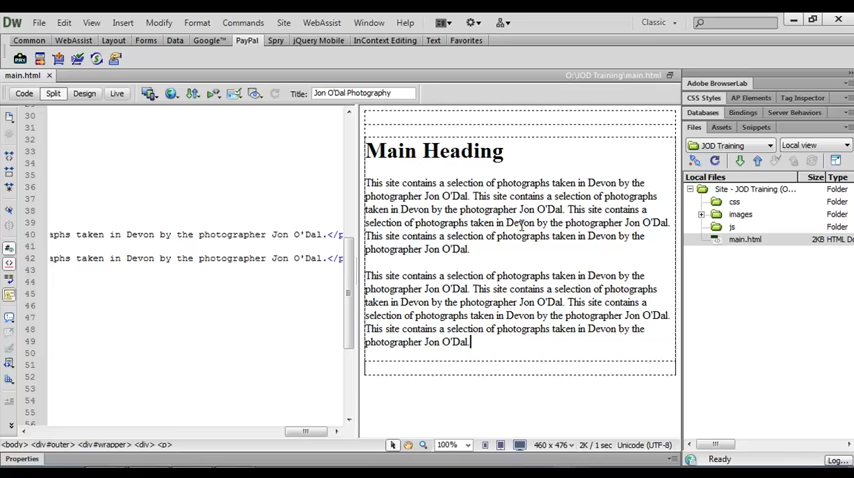 DW File Edit View Insert Modify Format Commands Site WebAssist Window Help Classic
Common WebAssist Layout Forms Data Google™ PayPal Spry jQuery Mobile InContext Editing Text Favorites
main.html
O:\JOD Training\main.html
Code Split Design Live Title: Jon O'Dal Photography
30
31
32
33
34
35
36
37
38
39
40 aphs taken in Devon by the photographer Jon O'Dal.</p
41
42 aphs taken in Devon by the photographer Jon O'Dal.</p
43
44
45
46
47
48
49
50
51
52
53
54
55
Main Heading
This site contains a selection of photographs taken in Devon by the
photographer Jon O'Dal. This site contains a selection of photographs
taken in Devon by the photographer Jon O'Dal. This site contains a
selection of photographs taken in Devon by the photographer Jon O'Dal.
This site contains a selection of photographs taken in Devon by the
photographer Jon O'Dal.
This site contains a selection of photographs taken in Devon by the
photographer Jon O'Dal. This site contains a selection of photographs
taken in Devon by the photographer Jon O'Dal. This site contains a
selection of photographs taken in Devon by the photographer Jon O'Dal.
This site contains a selection of photographs taken in Devon by the
photographer Jon O'Dal.
Adobe BrowserLab
CSS Styles AP Elements Tag Inspector
Databases Bindings Server Behaviors
Files Assets Snippets
JOD Training Local view
Local Files Size Type
Site - JOD Training (O... Folder
css Folder
images Folder
js Folder
main.html 2KB HTML Do
<body> <div#outer> <div#wrapper> <div> <p> 100% 460 x 476 2K / 1 sec Unicode (UTF-8)
Properties
Ready Log...